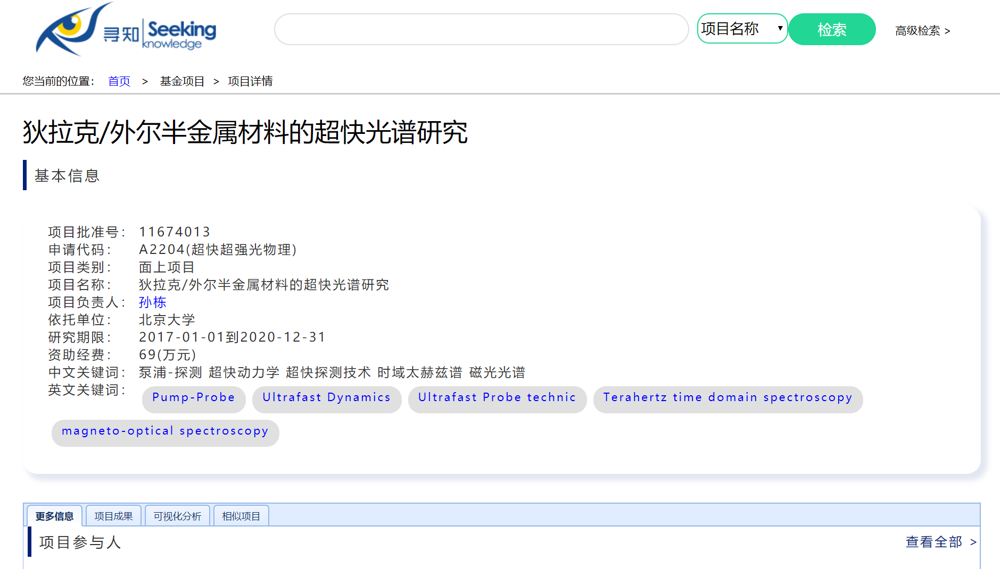 寻知 Seeking knowledge
项目名称 ▼ 检索 高级检索 >
您当前的位置： 首页 > 基金项目 > 项目详情
狄拉克/外尔半金属材料的超快光谱研究
基本信息
项目批准号： 11674013
申请代码： A2204(超快超强光物理)
项目类别： 面上项目
项目名称： 狄拉克/外尔半金属材料的超快光谱研究
项目负责人： 孙栋
依托单位： 北京大学
研究期限： 2017-01-01到2020-12-31
资助经费： 69(万元)
中文关键词： 泵浦-探测 超快动力学 超快探测技术 时域太赫兹谱 磁光光谱
英文关键词： Pump-Probe Ultrafast Dynamics Ultrafast Probe technic Terahertz time domain spectroscopy
magneto-optical spectroscopy
更多信息 项目成果 可视化分析 相似项目
项目参与人 查看全部 >